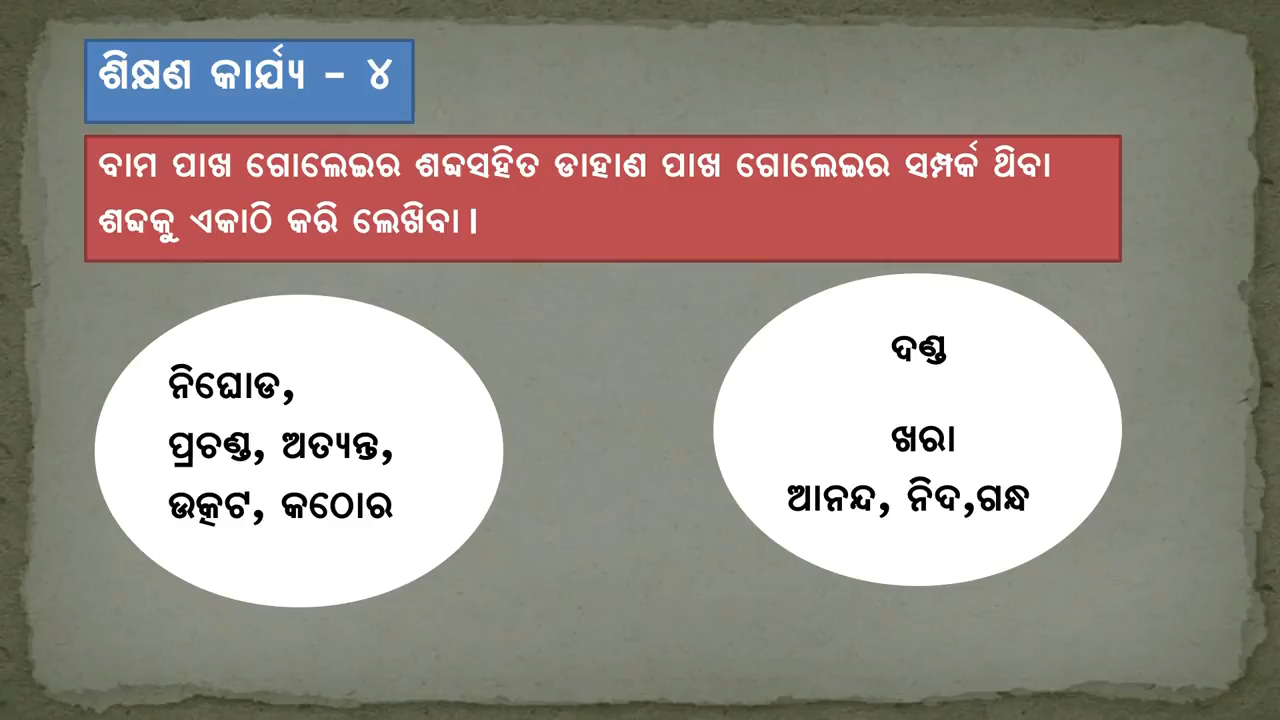 ଶିକ୍ଷଣ କାର୍ଯ୍ୟ – ୪
ବାମ ପାଖ ଗୋଲେଇର ଶବ୍ଦସହିତ ଡାହାଣ ପାଖ ଗୋଲେଇର ସମ୍ପର୍କ ଥିବା
ଶବ୍ଦକୁ ଏକାଠି କରି ଲେଖିବା।
ନିଘୋଡ,
ପ୍ରଚଣ୍ଡ, ଅତ୍ୟନ୍ତ,
ଉତ୍କଟ, କଠୋର
ଦଣ୍ଡ
ଖରା
ଆନନ୍ଦ, ନିଦ,ଗନ୍ଧ